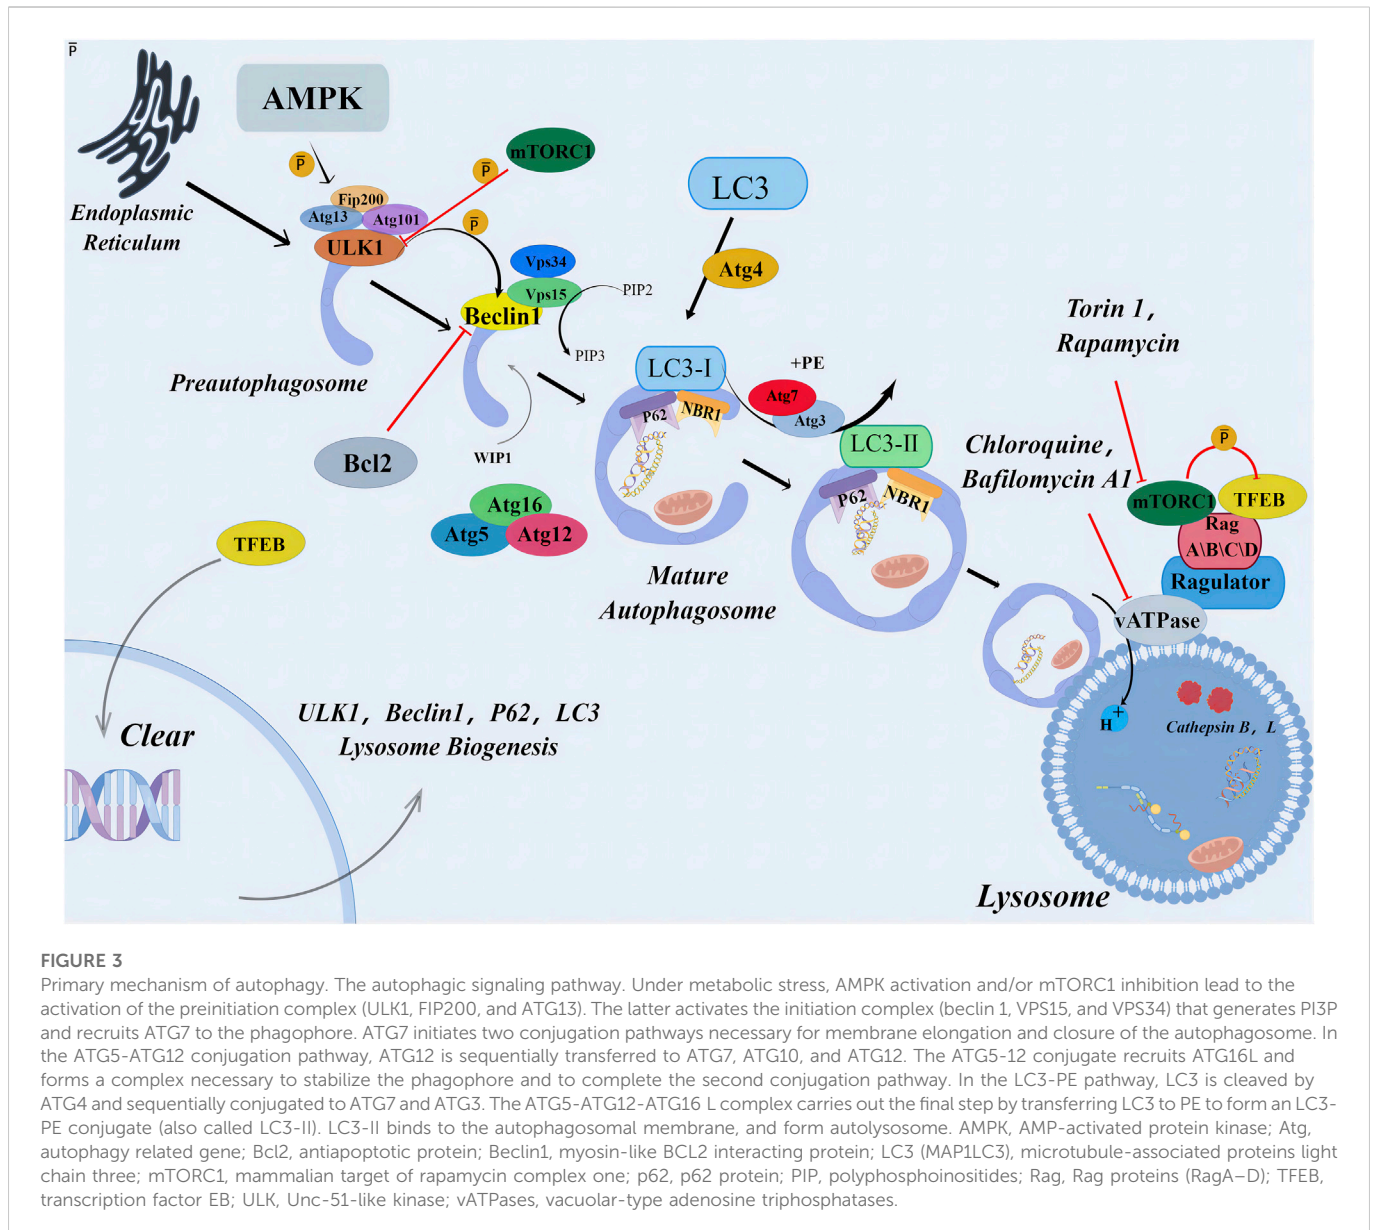 P
AMPK
P
mTORC1
P
Fip200
Atg13
Atg101
ULK1
P
Endoplasmic
Reticulum
LC3
Atg4
Vps34
Vps15
Beclin1
PIP2
PIP3
Preautophagosome
Bcl2
WIP1
Atg16
Atg5
Atg12
LC3-I
P62
NBR1
+PE
Atg7
Atg3
LC3-II
P62
NBR1
Mature
Autophagosome
Torin 1,
Rapamycin
Chloroquine,
Bafilomycin A1
P
mTORC1
TFEB
Rag
A\B\C\D
Ragulator
vATPase
H+
Cathepsin B, L
Lysosome
TFEB
Clear
ULK1, Beclin1, P62, LC3
Lysosome Biogenesis
FIGURE 3
Primary mechanism of autophagy. The autophagic signaling pathway. Under metabolic stress, AMPK activation and/or mTORC1 inhibition lead to the
activation of the preinitiation complex (ULK1, FIP200, and ATG13). The latter activates the initiation complex (beclin 1, VPS15, and VPS34) that generates PI3P
and recruits ATG7 to the phagophore. ATG7 initiates two conjugation pathways necessary for membrane elongation and closure of the autophagosome. In
the ATG5-ATG12 conjugation pathway, ATG12 is sequentially transferred to ATG7, ATG10, and ATG12. The ATG5-12 conjugate recruits ATG16L and
forms a complex necessary to stabilize the phagophore and to complete the second conjugation pathway. In the LC3-PE pathway, LC3 is cleaved by
ATG4 and sequentially conjugated to ATG7 and ATG3. The ATG5-ATG12-ATG16 L complex carries out the final step by transferring LC3 to PE to form an LC3-
PE conjugate (also called LC3-II). LC3-II binds to the autophagosomal membrane, and form autolysosome. AMPK, AMP-activated protein kinase; Atg,
autophagy related gene; Bcl2, antiapoptotic protein; Beclin1, myosin-like BCL2 interacting protein; LC3 (MAP1LC3), microtubule-associated proteins light
chain three; mTORC1, mammalian target of rapamycin complex one; p62, p62 protein; PIP, polyphosphoinositides; Rag, Rag proteins (RagA–D); TFEB,
transcription factor EB; ULK, Unc-51-like kinase; vATPases, vacuolar-type adenosine triphosphatases.